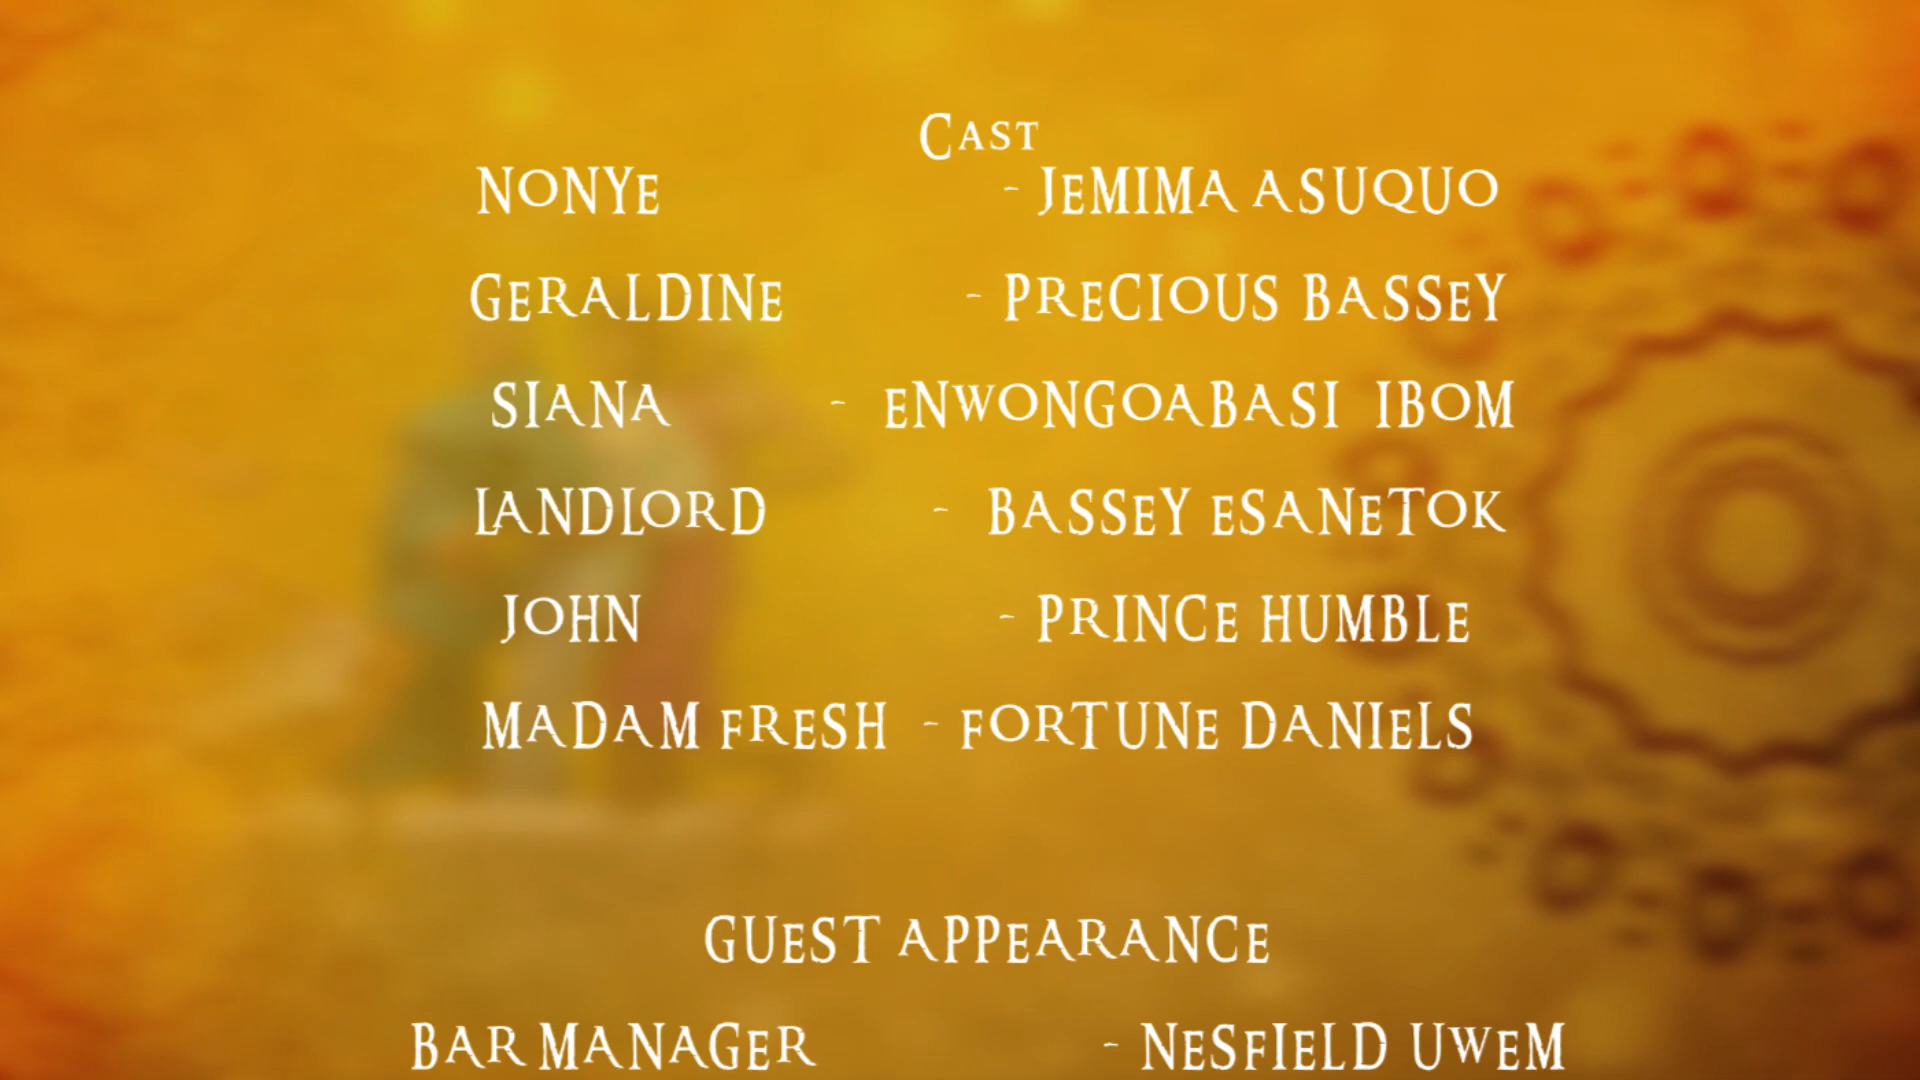 Cast
NONYE - JEMIMA ASUQUO
GERALDINE - PRECIOUS BASSEY
SIANA - ENWONGOABASI IBOM
LANDLORD - BASSEY ESANETOK
JOHN - PRINCE HUMBLE
MADAM FRESH - FORTUNE DANIELS
GUEST APPEARANCE
BAR MANAGER - NESFIELD UWEM